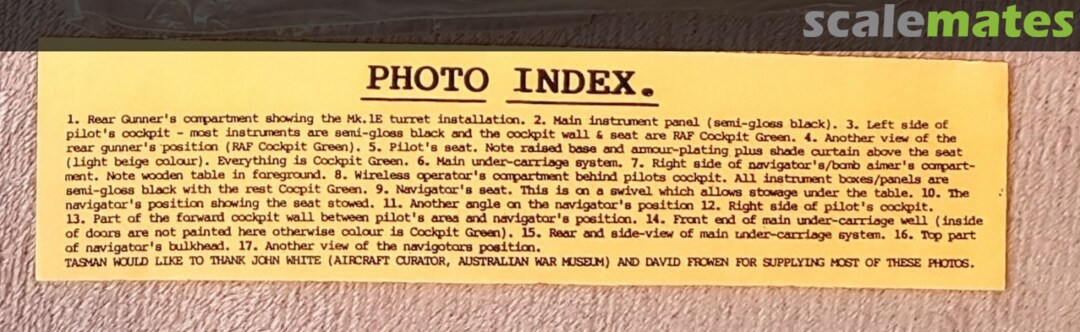 scalemates
PHOTO INDEX.
1. Rear Gunner's compartment showing the Mk.1E turret installation. 2. Main instrument panel (semi-gloss black). 3. Left side of
pilot's cockpit - most instruments are semi-gloss black and the cockpit wall & seat are RAF Cockpit Green. 4. Another view of the
rear gunner's position (RAF Cockpit Green). 5. Pilot's seat. Note raised base and armour-plating plus shade curtain above the seat
(light beige colour). Everything is Cockpit Green. 6. Main under-carriage system. 7. Right side of navigator's/bomb aimer's compart-
ment. Note wooden table in foreground. 8. Wireless operator's compartment behind pilots cockpit. All instrument boxes/panels are
semi-gloss black with the rest Cocpit Green. 9. Navigator's seat. This is on a swivel which allows stowage under the table. 10. The
navigator's position showing the seat stowed. 11. Another angle on the navigator's position 12. Right side of pilot's cockpit.
13. Part of the forward cockpit wall between pilot's area and navigator's position. 14. Front end of main under-carriage well (inside
of doors are not painted here otherwise colour is Cockpit Green). 15. Rear and side-view of main under-carriage system. 16. Top part
of navigator's bulkhead. 17. Another view of the navigotors position.
TASMAN WOULD LIKE TO THANK JOHN WHITE (AIRCRAFT CURATOR, AUSTRALIAN WAR MUSEUM) AND DAVID FROWEN FOR SUPPLYING MOST OF THESE PHOTOS.